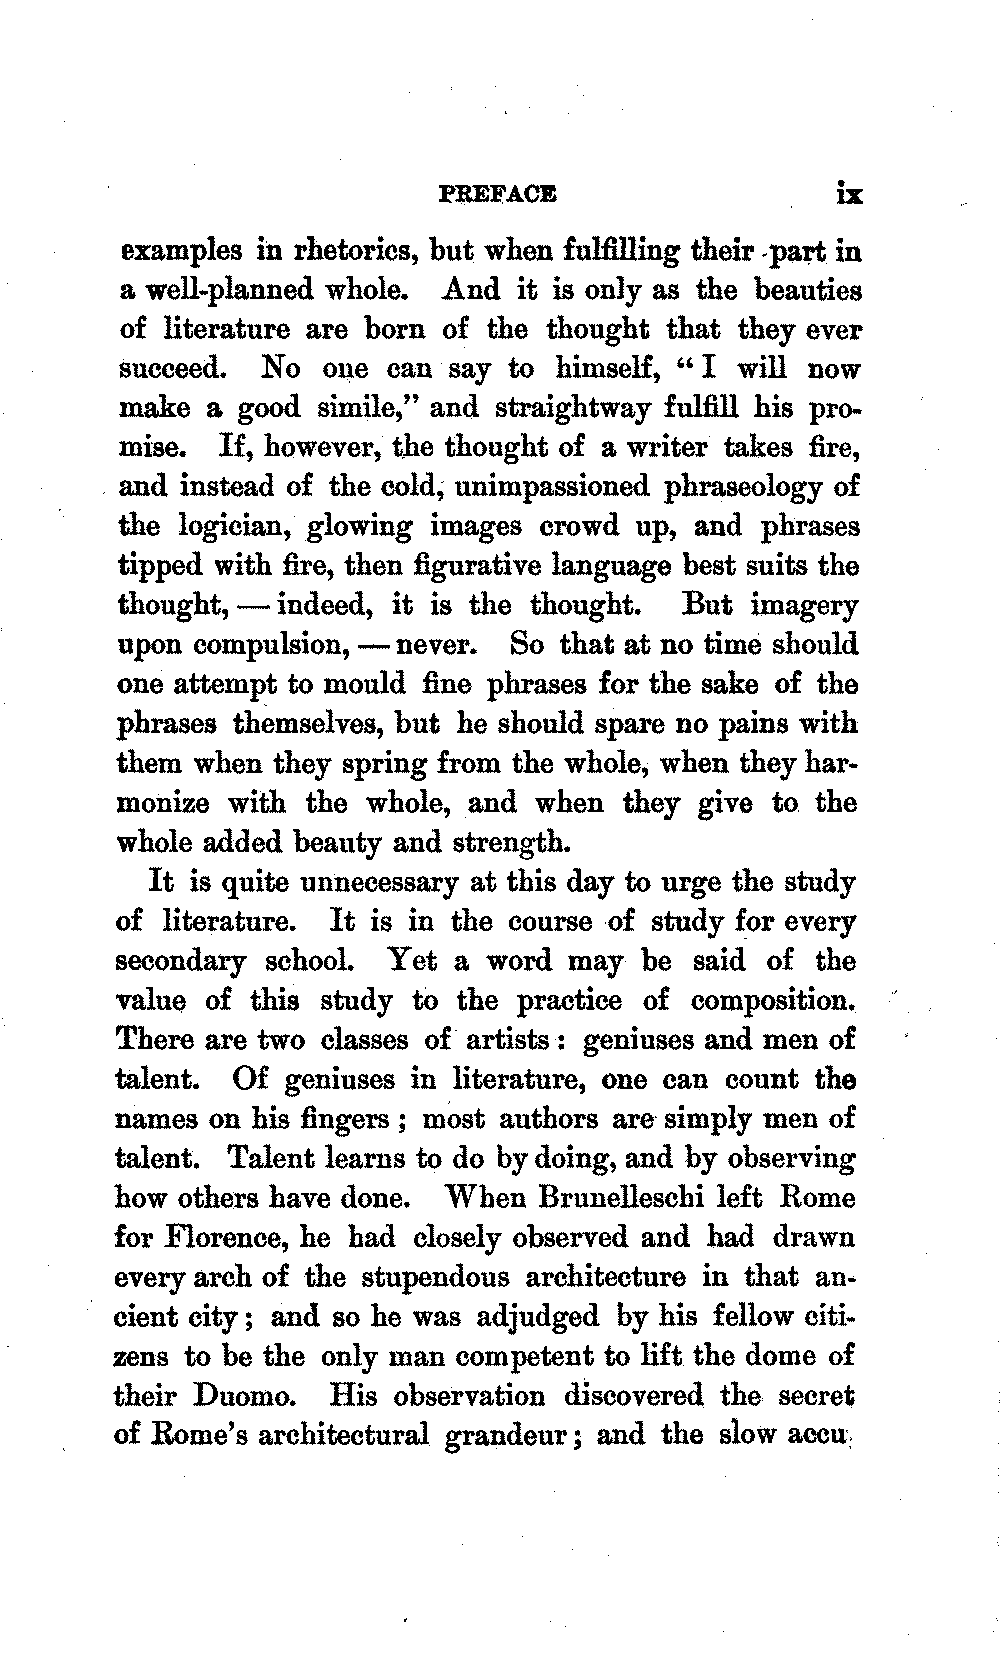 PREFACE ix
examples in rhetorics, but when fulfilling their part in
a well-planned whole. And it is only as the beauties
of literature are born of the thought that they ever
succeed. No one can say to himself, "I will now
make a good simile," and straightway fulfill his pro-
mise. If, however, the thought of a writer takes fire,
and instead of the cold, unimpassioned phraseology of
the logician, glowing images crowd up, and phrases
tipped with fire, then figurative language best suits the
thought, — indeed, it is the thought. But imagery
upon compulsion, — never. So that at no time should
one attempt to mould fine phrases for the sake of the
phrases themselves, but he should spare no pains with
them when they spring from the whole, when they har-
monize with the whole, and when they give to the
whole added beauty and strength.
It is quite unnecessary at this day to urge the study
of literature. It is in the course of study for every
secondary school. Yet a word may be said of the
value of this study to the practice of composition.
There are two classes of artists: geniuses and men of
talent. Of geniuses in literature, one can count the
names on his fingers; most authors are simply men of
talent. Talent learns to do by doing, and by observing
how others have done. When Brunelleschi left Rome
for Florence, he had closely observed and had drawn
every arch of the stupendous architecture in that an-
cient city; and so he was adjudged by his fellow citi-
zens to be the only man competent to lift the dome of
their Duomo. His observation discovered the secret
of Rome's architectural grandeur; and the slow accu